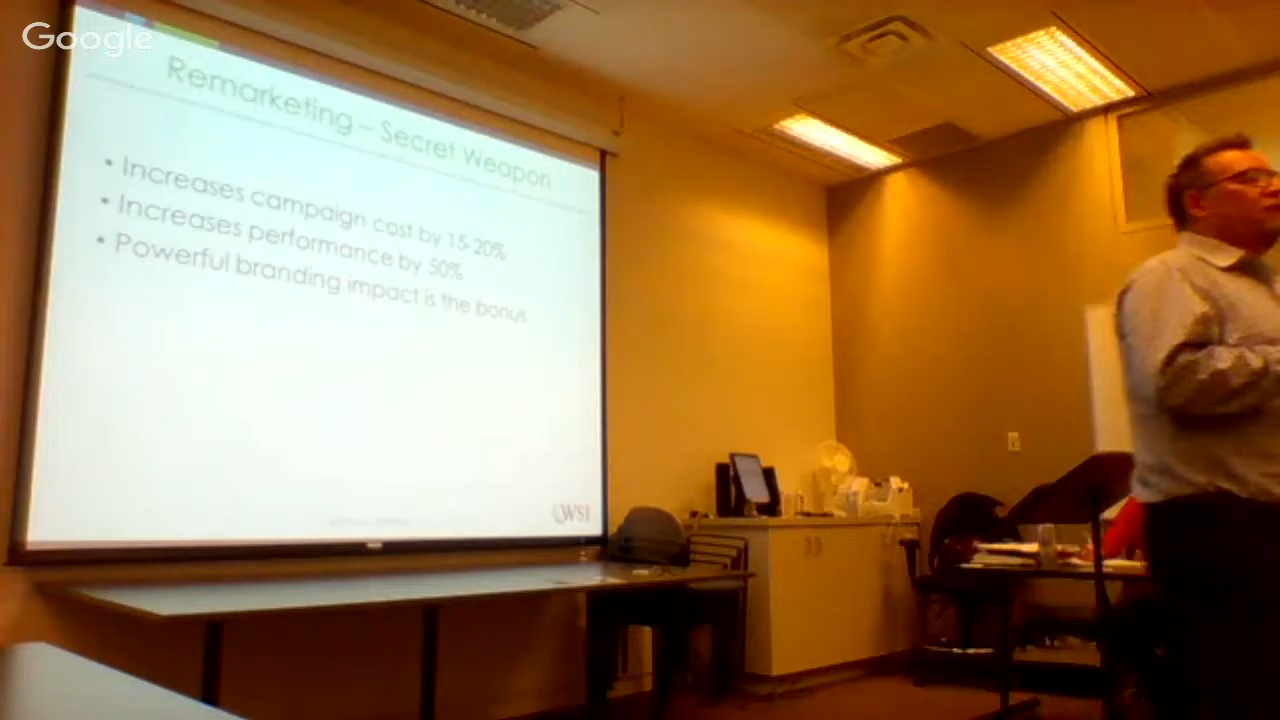 Google
Remarketing – Secret Weapon
• Increases campaign cost by 15-20%
• Increases performance by 50%
• Powerful branding impact is the bonus
WSI